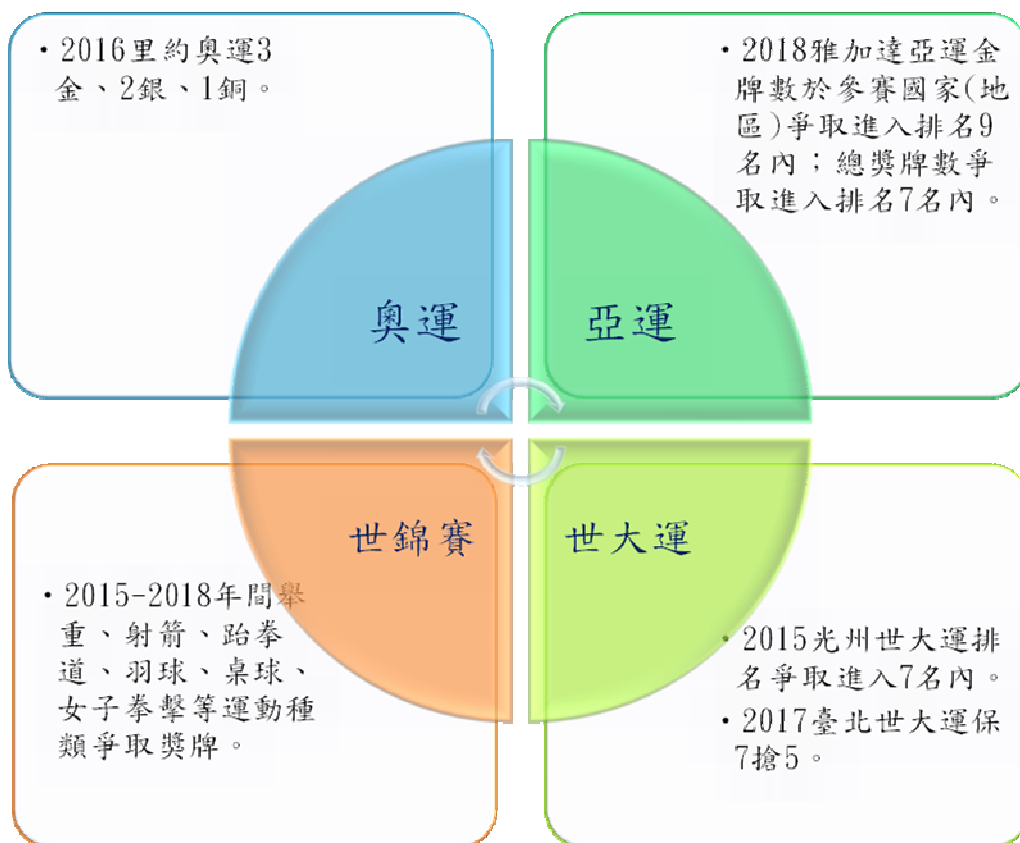 ・2016里約奧運3
金、2銀、1銅。
・2018雅加達亞運金
牌數於參賽國家(地
區)爭取進入排名9
名內；總獎牌數爭
取進入排名7名內。
奧運
亞運
世錦賽
世大運
・2015-2018年間舉
重、射箭、跆拳
道、羽球、桌球、
女子拳擊等運動種
類爭取獎牌。
・2015光州世大運排
名爭取進入7名內。
・2017臺北世大運保
7搶5。